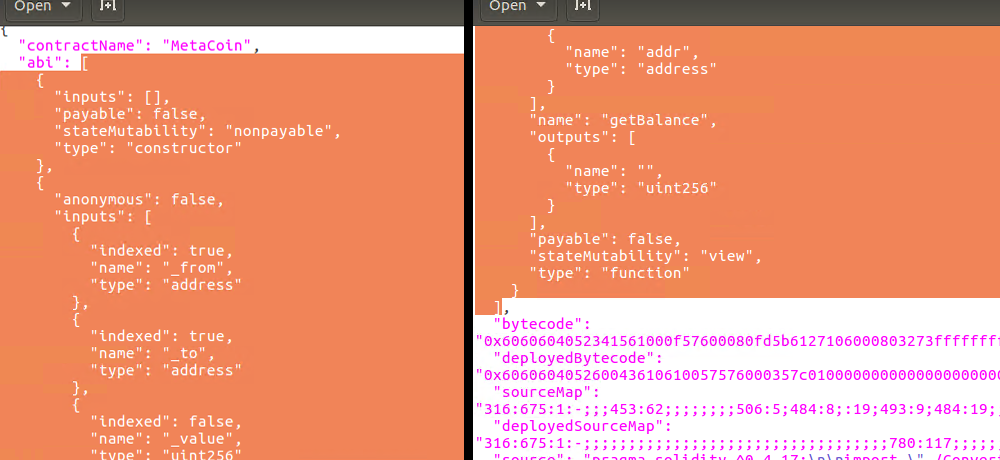 Open
{
  "contractName": "MetaCoin",
  "abi": [
    {
      "inputs": [],
      "payable": false,
      "stateMutability": "nonpayable",
      "type": "constructor"
    },
    {
      "anonymous": false,
      "inputs": [
        {
          "indexed": true,
          "name": "_from",
          "type": "address"
        },
        {
          "indexed": true,
          "name": "_to",
          "type": "address"
        },
        {
          "indexed": false,
          "name": "_value",
          "type": "uint256"
Open
        {
          "name": "addr",
          "type": "address"
        }
      ],
      "name": "getBalance",
      "outputs": [
        {
          "name": "",
          "type": "uint256"
        }
      ],
      "payable": false,
      "stateMutability": "view",
      "type": "function"
    }
  ],
  "bytecode":
"0x6060604052341561000f57600080fd5b6127106000803273ffffffff
  "deployedBytecode":
"0x60606040526004361061005757600035​7c0100000000000000000000
  "sourceMap":
"316:675:1:-;;;453:62;;;;;;;;506:5;484:8;:19;493:9;484:19;;
  "deployedSourceMap":
"316:675:1:-;;;;;;;;;;;;;;;;;;;;;;;;;;;;;;;;;;780:117;;;;;;
  "source": "pragma solidity ^0.4.17;\n\nimport \"./Conver